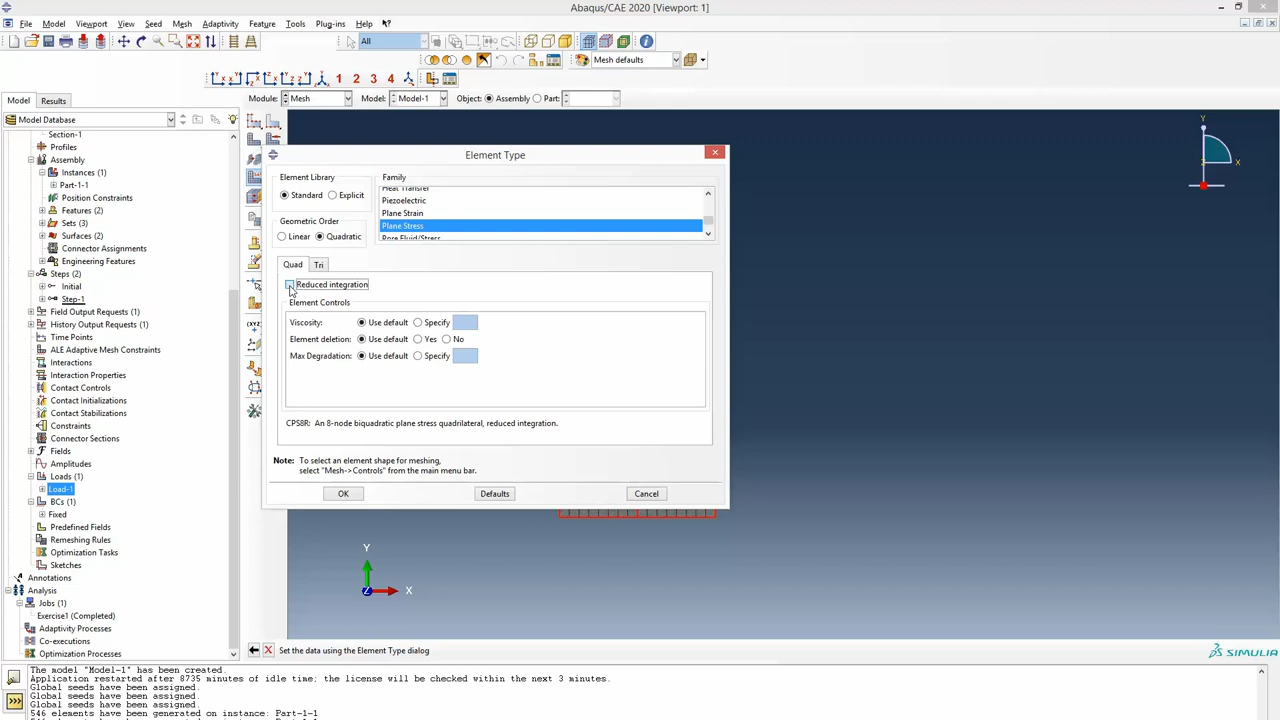 Abaqus/CAE 2020 [Viewport: 1]
File Model Viewport View Seed Mesh Adaptivity Feature Tools Plug-ins Help
All
Mesh defaults
1 2 3 4
Model Results
Module: Mesh Model: Model-1 Object: Assembly Part:
Model Database
Section-1
Profiles
Assembly
Instances (1)
Part-1-1
Position Constraints
Features (2)
Sets (3)
Surfaces (2)
Connector Assignments
Engineering Features
Steps (2)
Initial
Step-1
Field Output Requests (1)
History Output Requests (1)
Time Points
ALE Adaptive Mesh Constraints
Interactions
Interaction Properties
Contact Controls
Contact Initializations
Contact Stabilizations
Constraints
Connector Sections
Fields
Amplitudes
Loads (1)
Load-1
BCs (1)
Fixed
Predefined Fields
Remeshing Rules
Optimization Tasks
Sketches
Annotations
Analysis
Jobs (1)
Exercise1 (Completed)
Adaptivity Processes
Co-executions
Optimization Processes
Element Type
Element Library
Standard Explicit
Geometric Order
Linear Quadratic
Family
Heat Transfer
Piezoelectric
Plane Strain
Plane Stress
Pore Fluid/Stress
Quad Tri
Reduced integration
Element Controls
Viscosity: Use default Specify
Element deletion: Use default Yes No
Max Degradation: Use default Specify
CPS8R: An 8-node biquadratic plane stress quadrilateral, reduced integration.
Note: To select an element shape for meshing,
select "Mesh->Controls" from the main menu bar.
OK Defaults Cancel
Y
Z X
Y
Z X
Set the data using the Element Type dialog
SIMULIA
The model "Model-1" has been created.
Application restarted after 8735 minutes of idle time; the license will be checked within the next 3 minutes.
Global seeds have been assigned.
Global seeds have been assigned.
Global seeds have been assigned.
546 elements have been generated on instance: Part-1-1